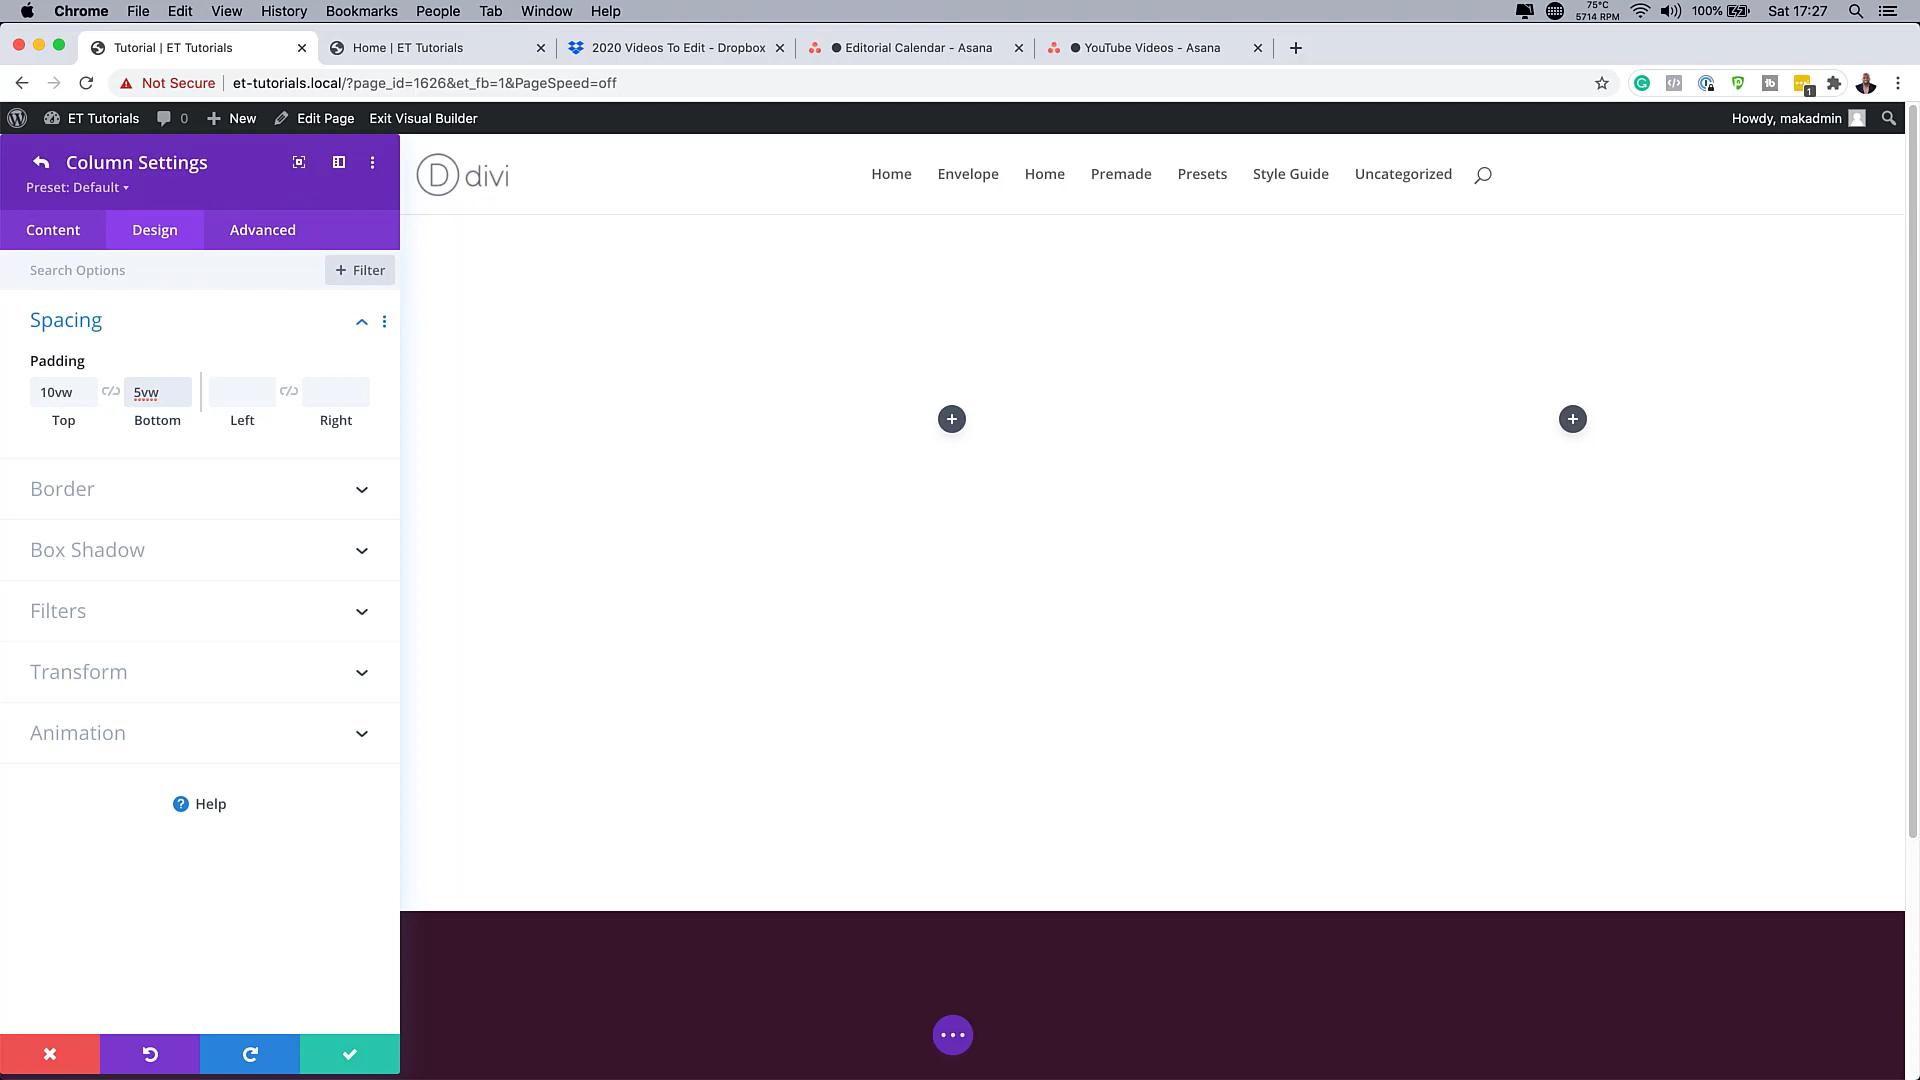 Chrome File Edit View History Bookmarks People Tab Window Help 75°C 5714 RPM 100% Sat 17:27
Tutorial | ET Tutorials Home | ET Tutorials 2020 Videos To Edit - Dropbox Editorial Calendar - Asana YouTube Videos - Asana
Not Secure et-tutorials.local/?page_id=1626&et_fb=1&PageSpeed=off 1
ET Tutorials 0 New Edit Page Exit Visual Builder Howdy, makadmin
Column Settings
Preset: Default
D divi Home Envelope Home Premade Presets Style Guide Uncategorized
Content Design Advanced
Search Options + Filter
Spacing
Padding
10vw 5vw
Top Bottom Left Right
Border
Box Shadow
Filters
Transform
Animation
? Help